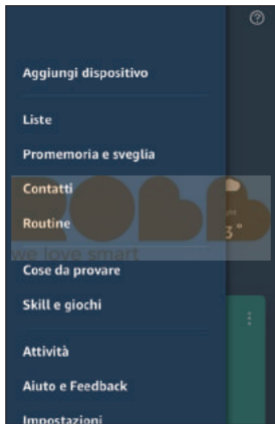 Aggiungi dispositivo
Liste
Promemoria e sveglia
Contatti
Routine
3°
we love smart
Cose da provare
Skill e giochi
Attività
Aiuto e Feedback
Impostazioni